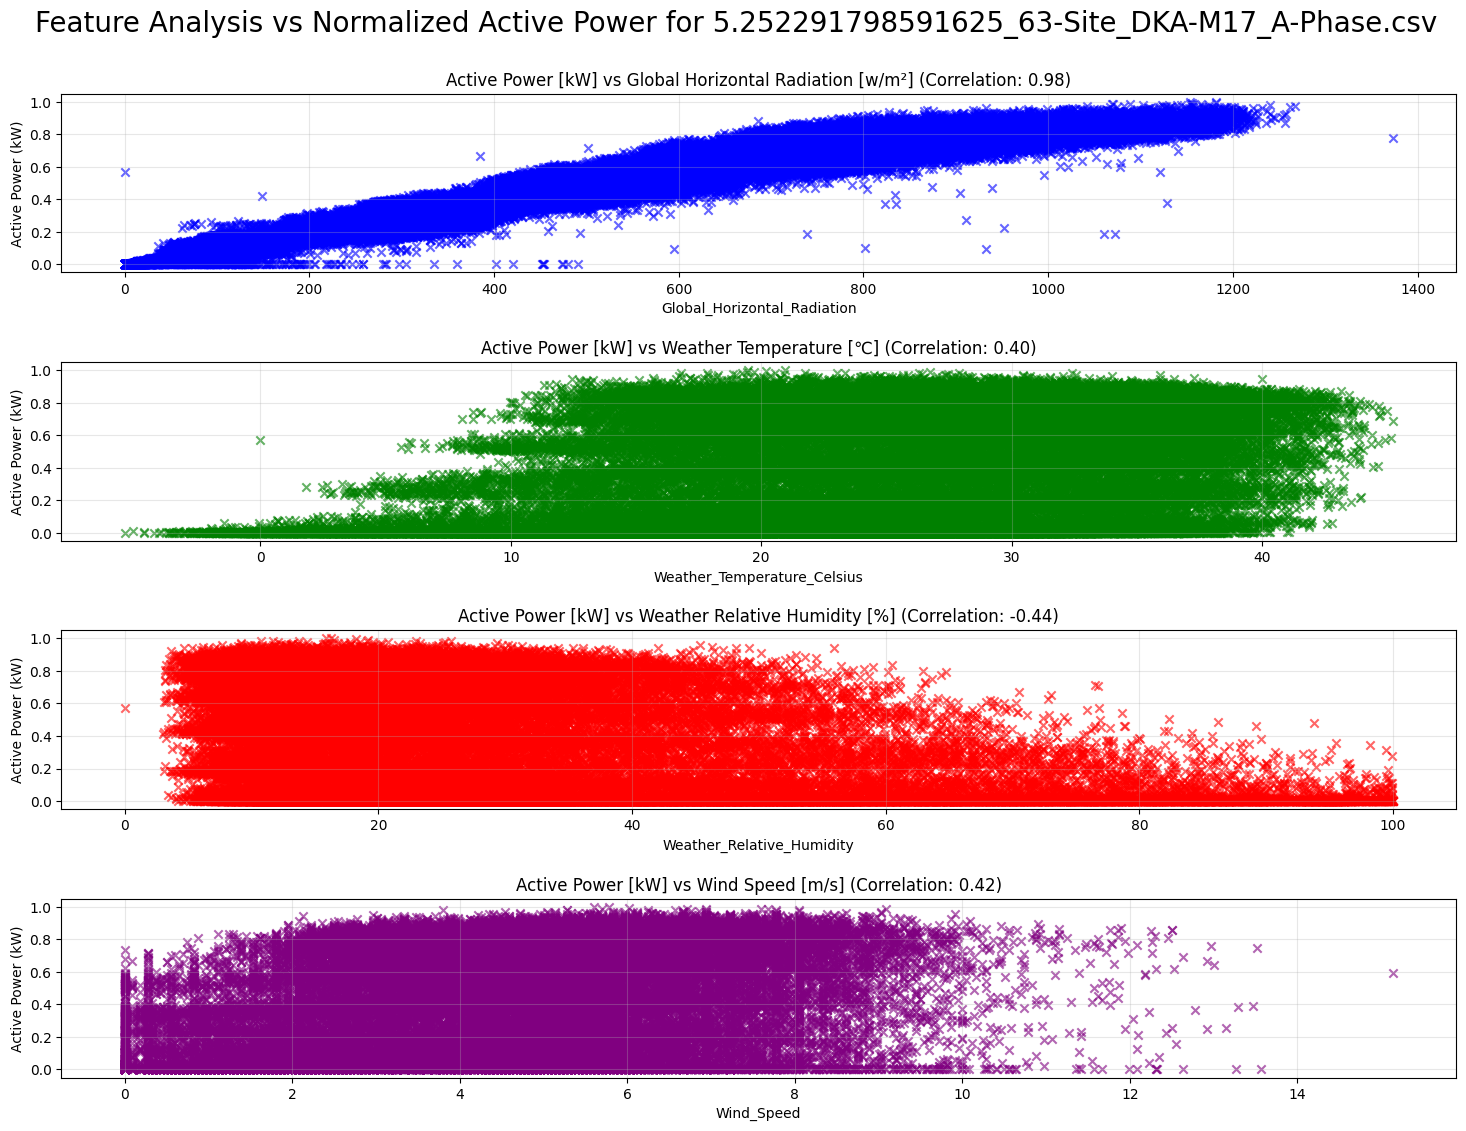 Feature Analysis vs Normalized Active Power for 5.252291798591625_63-Site_DKA-M17_A-Phase.csv
Active Power [kW] vs Global Horizontal Radiation [w/m²] (Correlation: 0.98)
Active Power (kW)
1.0
0.8
0.6
0.4
0.2
0.0
0 200 400 600 800 1000 1200 1400
Global_Horizontal_Radiation
Active Power [kW] vs Weather Temperature [℃] (Correlation: 0.40)
Active Power (kW)
1.0
0.8
0.6
0.4
0.2
0.0
0 10 20 30 40
Weather_Temperature_Celsius
Active Power [kW] vs Weather Relative Humidity [%] (Correlation: -0.44)
Active Power (kW)
1.0
0.8
0.6
0.4
0.2
0.0
0 20 40 60 80 100
Weather_Relative_Humidity
Active Power [kW] vs Wind Speed [m/s] (Correlation: 0.42)
Active Power (kW)
1.0
0.8
0.6
0.4
0.2
0.0
0 2 4 6 8 10 12 14
Wind_Speed